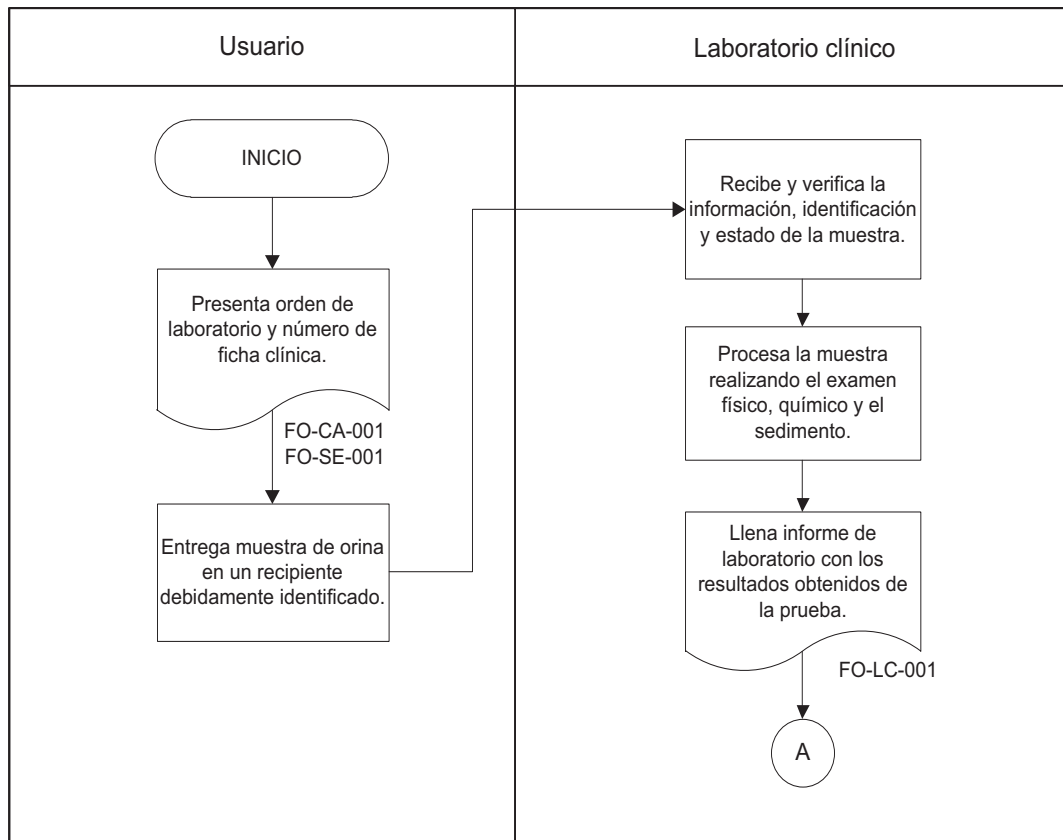 Usuario
Laboratorio clínico
INICIO
Presenta orden de
laboratorio y número de
ficha clínica.
FO-CA-001
FO-SE-001
Entrega muestra de orina
en un recipiente
debidamente identificado.
Recibe y verifica la
información, identificación
y estado de la muestra.
Procesa la muestra
realizando el examen
físico, químico y el
sedimento.
Llena informe de
laboratorio con los
resultados obtenidos de
la prueba.
FO-LC-001
A